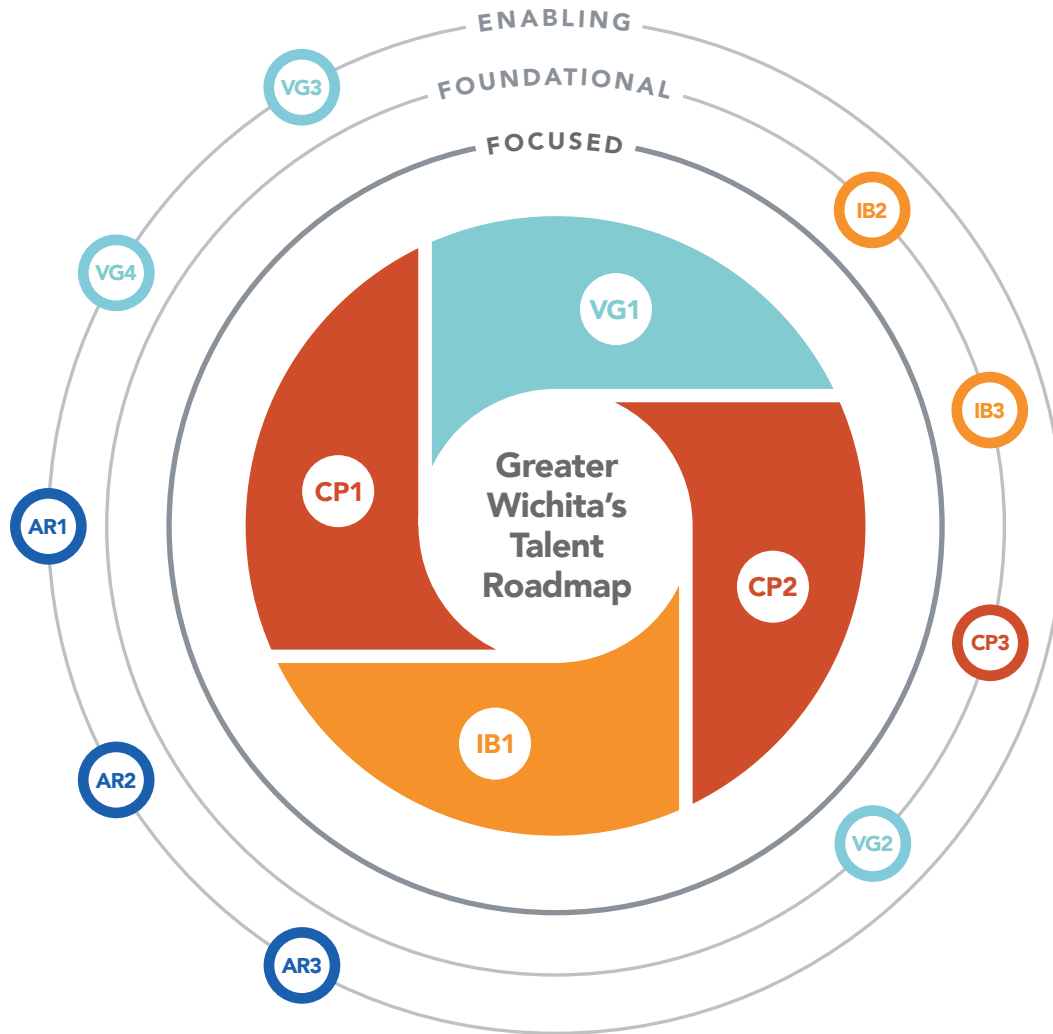 ENABLING
FOUNDATIONAL
FOCUSED
VG3
IB2
VG4
VG1
IB3
Greater
Wichita's
Talent
Roadmap
CP1
AR1
CP2
CP3
IB1
AR2
VG2
AR3